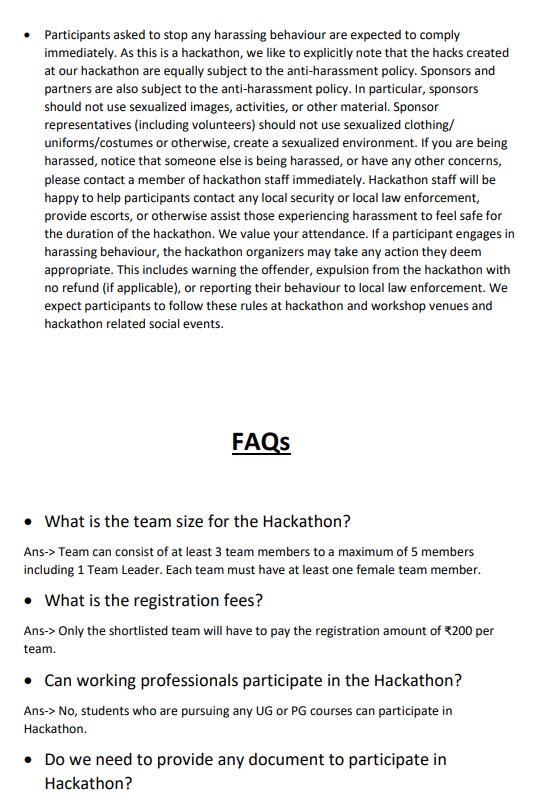 • Participants asked to stop any harassing behaviour are expected to comply
immediately. As this is a hackathon, we like to explicitly note that the hacks created
at our hackathon are equally subject to the anti-harassment policy. Sponsors and
partners are also subject to the anti-harassment policy. In particular, sponsors
should not use sexualized images, activities, or other material. Sponsor
representatives (including volunteers) should not use sexualized clothing/
uniforms/costumes or otherwise, create a sexualized environment. If you are being
harassed, notice that someone else is being harassed, or have any other concerns,
please contact a member of hackathon staff immediately. Hackathon staff will be
happy to help participants contact any local security or local law enforcement,
provide escorts, or otherwise assist those experiencing harassment to feel safe for
the duration of the hackathon. We value your attendance. If a participant engages in
harassing behaviour, the hackathon organizers may take any action they deem
appropriate. This includes warning the offender, expulsion from the hackathon with
no refund (if applicable), or reporting their behaviour to local law enforcement. We
expect participants to follow these rules at hackathon and workshop venues and
hackathon related social events.
FAQs
• What is the team size for the Hackathon?
Ans-> Team can consist of at least 3 team members to a maximum of 5 members
including 1 Team Leader. Each team must have at least one female team member.
• What is the registration fees?
Ans-> Only the shortlisted team will have to pay the registration amount of ₹200 per
team.
• Can working professionals participate in the Hackathon?
Ans-> No, students who are pursuing any UG or PG courses can participate in
Hackathon.
• Do we need to provide any document to participate in
Hackathon?